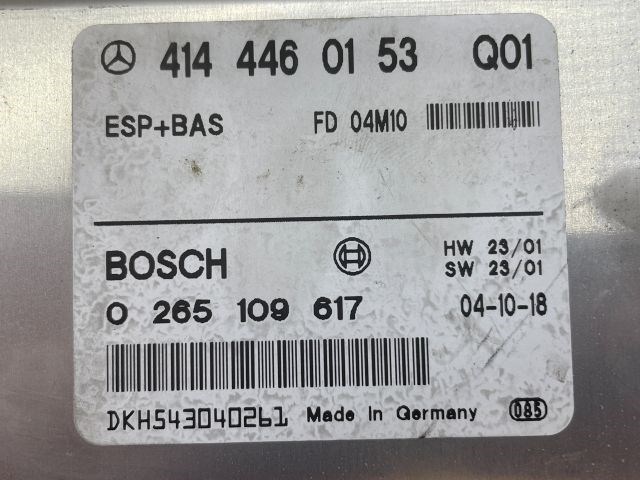 414 446 01 53 Q01
ESP+BAS FD 04M10
BOSCH HW 23/01
SW 23/01
0 265 109 617 04-10-18
DKH543040261 Made in Germany 085